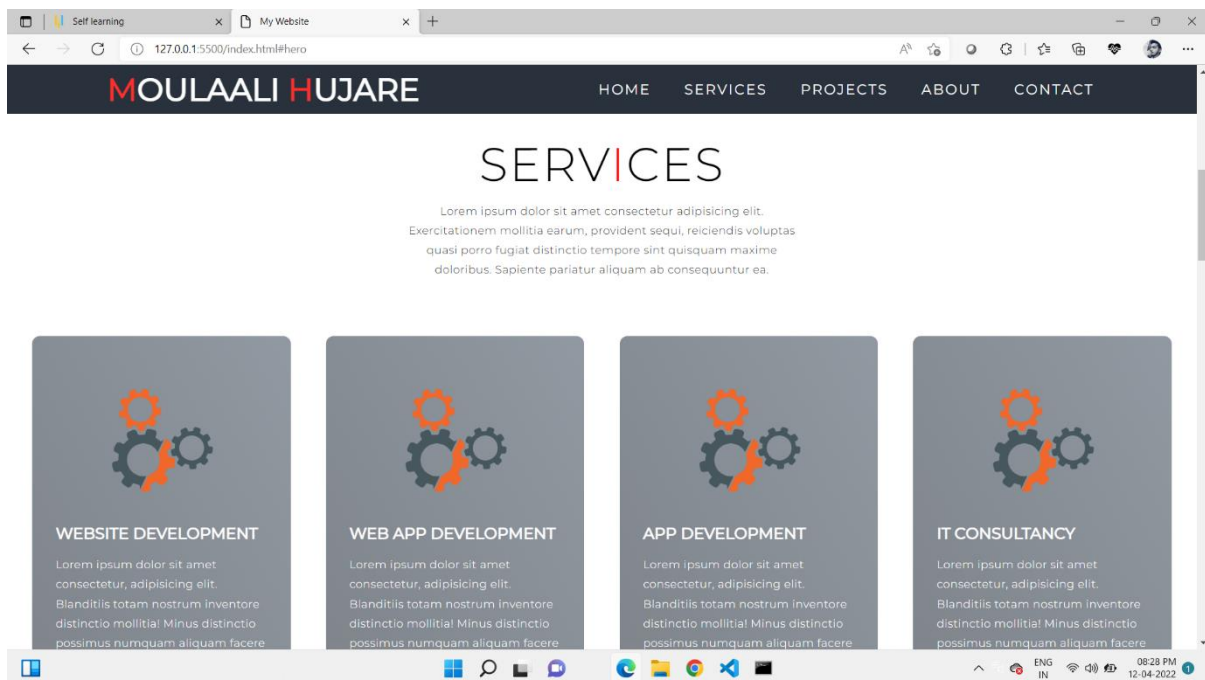 Self learning
My Website
127.0.0.1:5500/index.html#hero
MOULAALI HUJARE
HOME SERVICES PROJECTS ABOUT CONTACT
SERVICES
Lorem ipsum dolor sit amet consectetur adipisicing elit.
Exercitationem mollitia earum, provident sequi, reiciendis voluptas
quasi porro fugiat distinctio tempore sint quisquam maxime
doloribus. Sapiente pariatur aliquam ab consequuntur ea.
WEBSITE DEVELOPMENT
Lorem ipsum dolor sit amet
consectetur, adipisicing elit.
Blanditiis totam nostrum inventore
distinctio mollitia! Minus distinctio
possimus numquam aliquam facere
WEB APP DEVELOPMENT
Lorem ipsum dolor sit amet
consectetur, adipisicing elit.
Blanditiis totam nostrum inventore
distinctio mollitia! Minus distinctio
possimus numquam aliquam facere
APP DEVELOPMENT
Lorem ipsum dolor sit amet
consectetur, adipisicing elit.
Blanditiis totam nostrum inventore
distinctio mollitia! Minus distinctio
possimus numquam aliquam facere
IT CONSULTANCY
Lorem ipsum dolor sit amet
consectetur, adipisicing elit.
Blanditiis totam nostrum inventore
distinctio mollitia! Minus distinctio
possimus numquam aliquam facere
ENG
IN
08:28 PM
12-04-2022
1